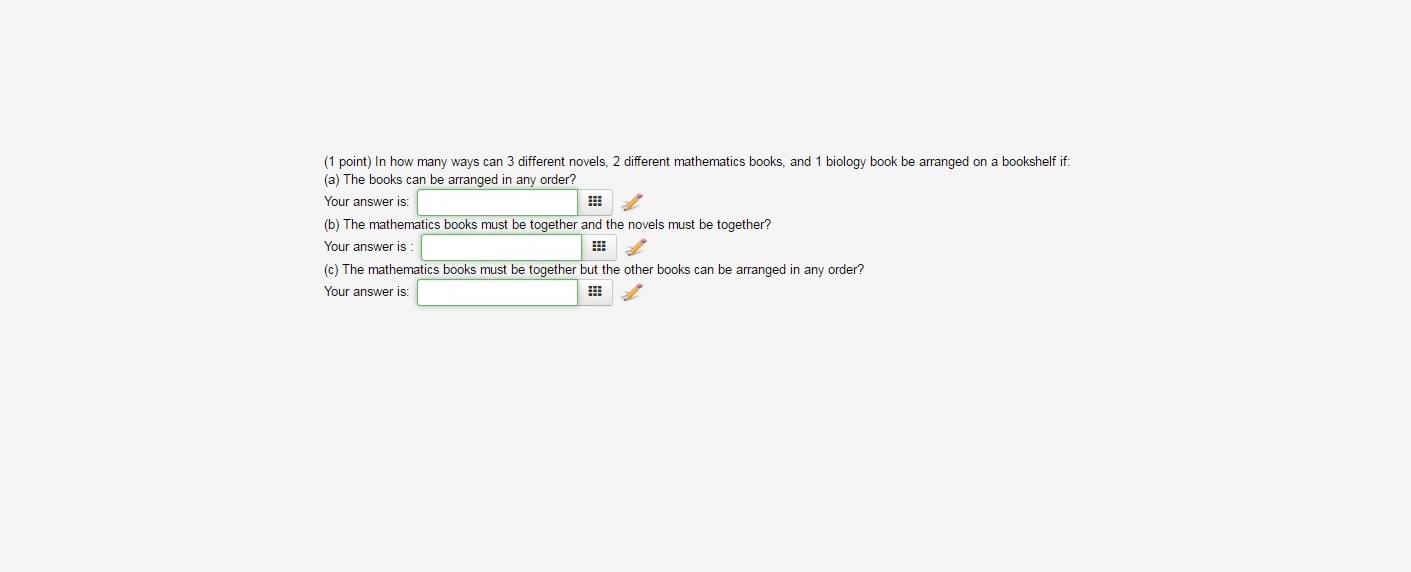 (1 point) In how many ways can 3 different novels, 2 different mathematics books, and 1 biology book be arranged on a bookshelf if:
(a) The books can be arranged in any order?
Your answer is:
(b) The mathematics books must be together and the novels must be together?
Your answer is :
(c) The mathematics books must be together but the other books can be arranged in any order?
Your answer is: